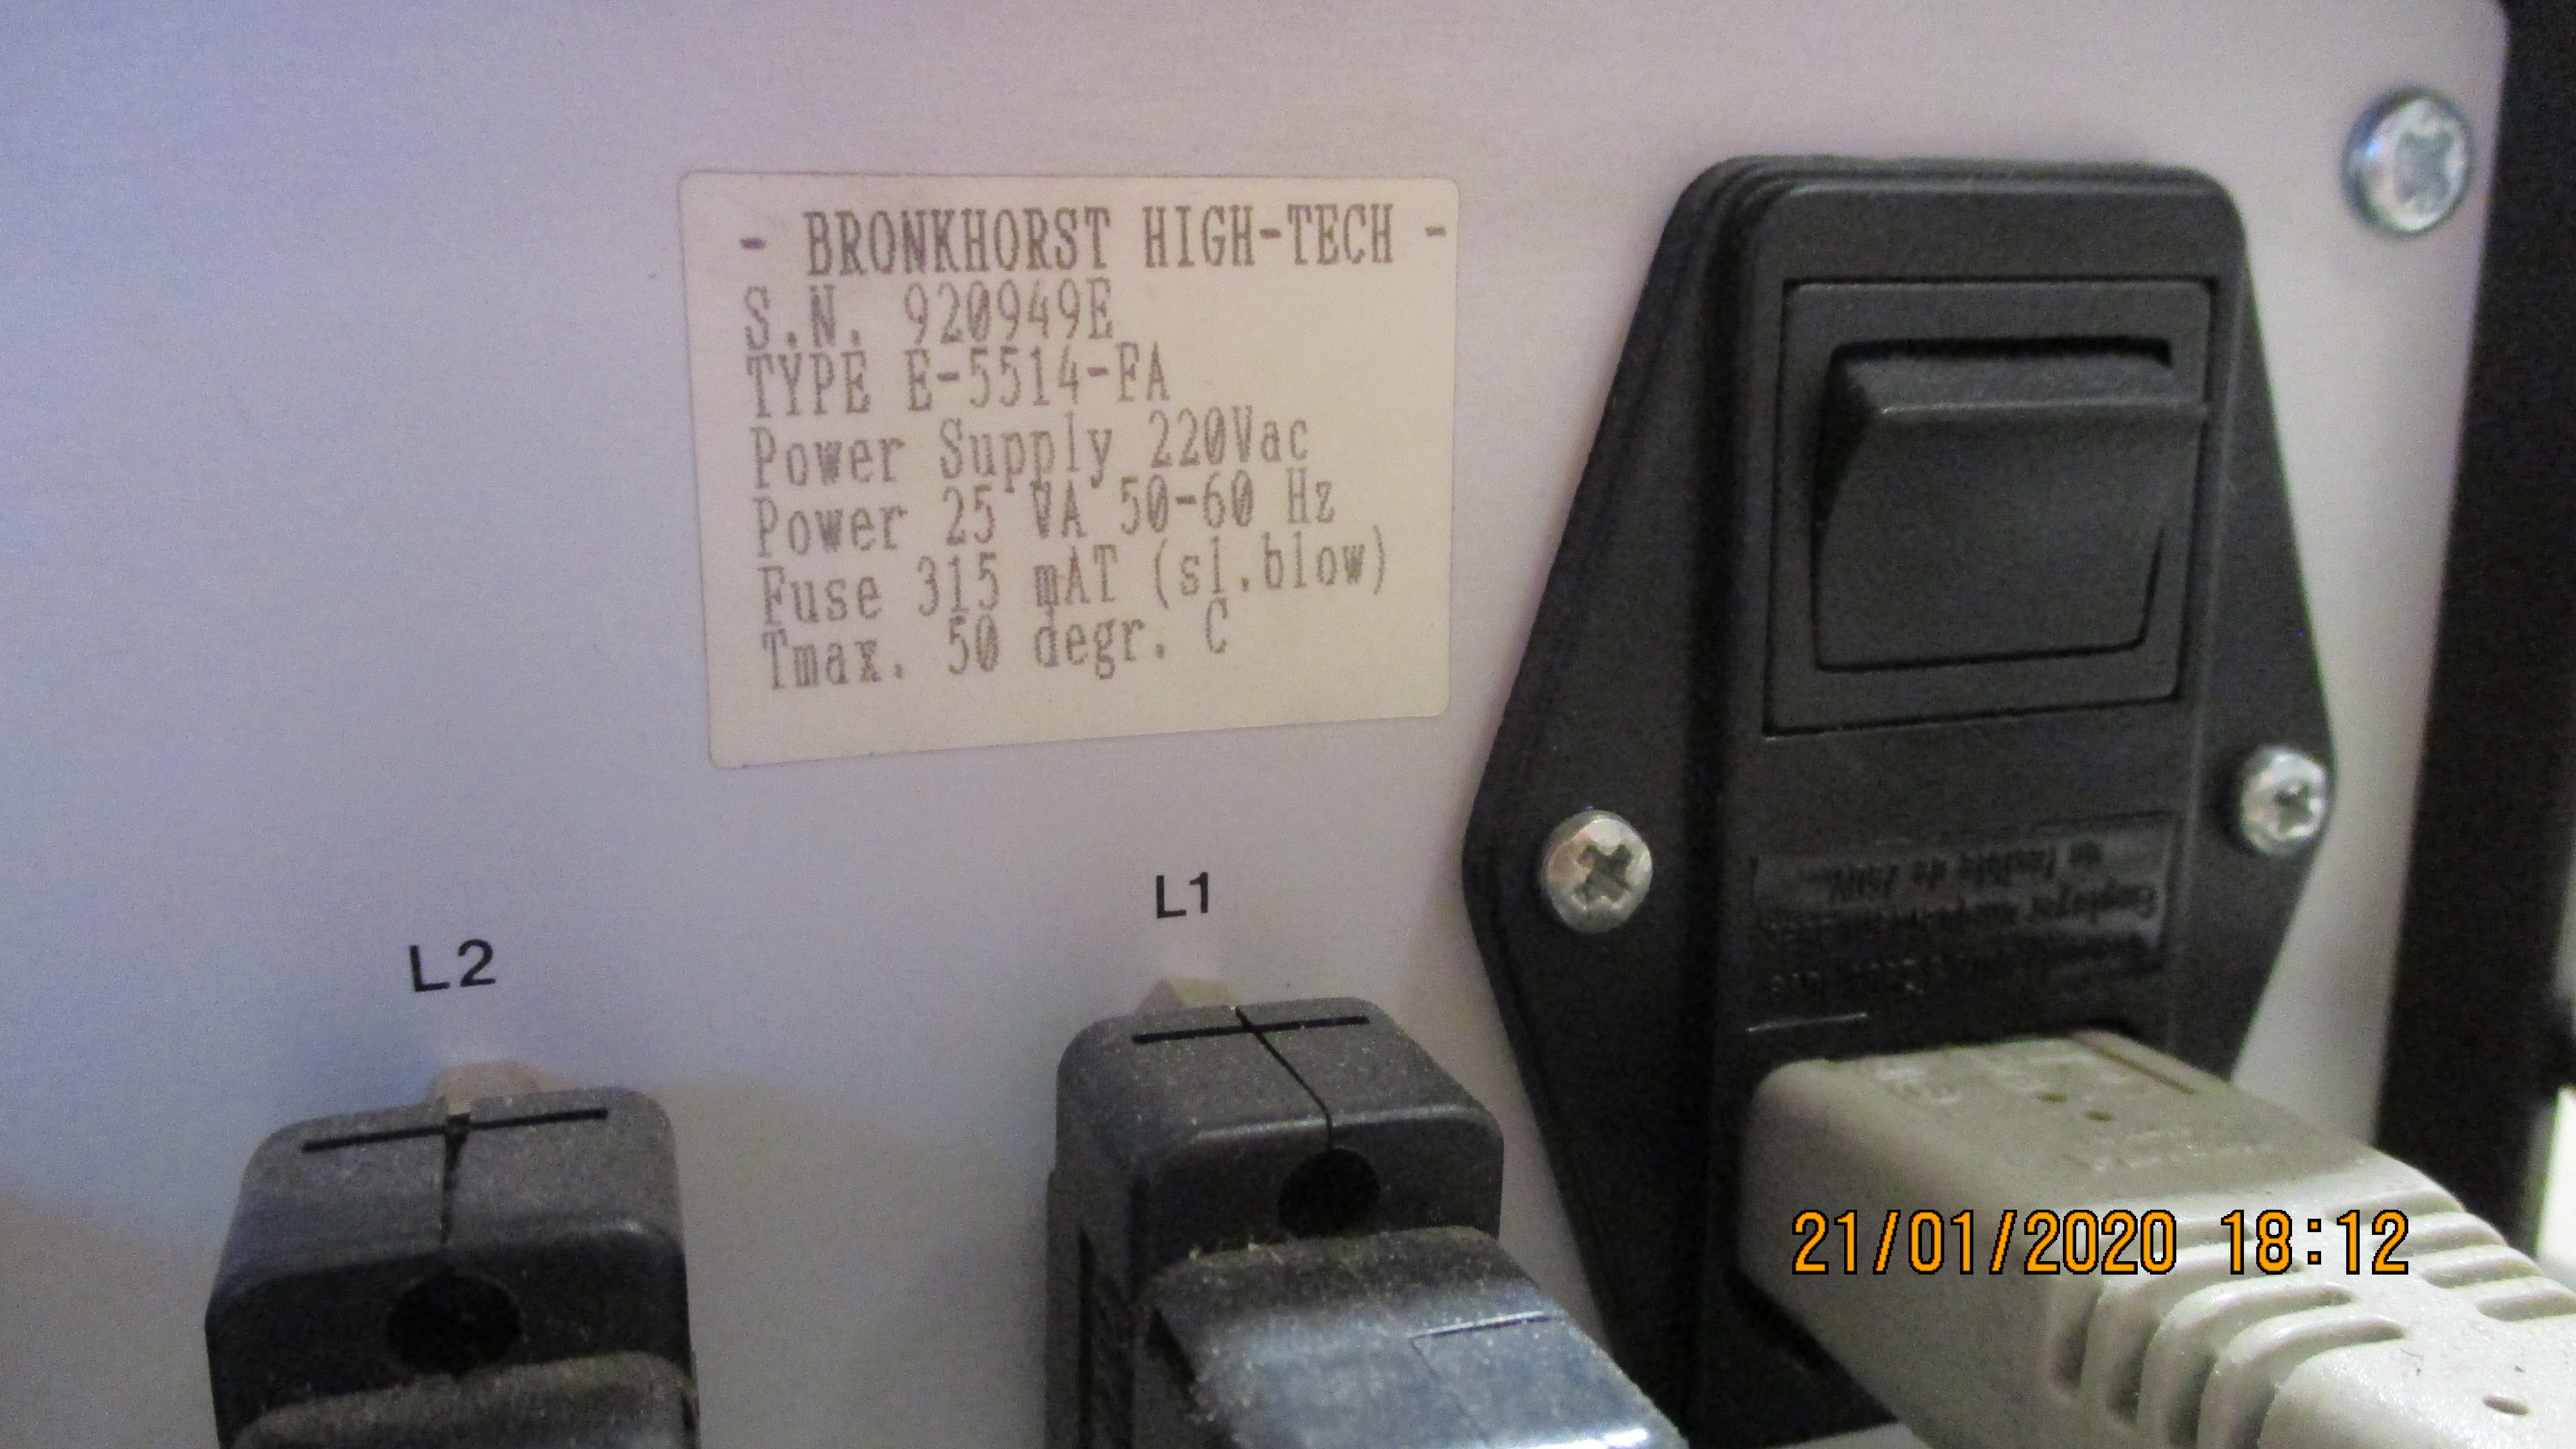 - BRONKHORST HIGH-TECH -
S.N. 920949E
TYPE E-5514-FA
Power Supply 220Vac
Power 25 VA 50-60 Hz
Fuse 315 mAT (sl.blow)
Tmax. 50 degr. C
L2
L1
21/01/2020 18:12